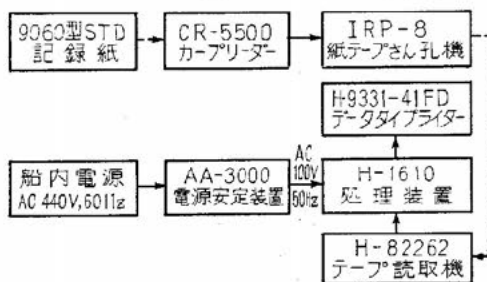 9060型STD
記録紙
CR-5500
カーブリーダー
IRP-8
紙テープさん孔機
H-9331-41FD
データタイプライター
船内電源
AC 440V, 60Hz
AA-3000
電源安定装置
AC
100V
50Hz
H-1610
処理装置
H-82262
テープ読取機